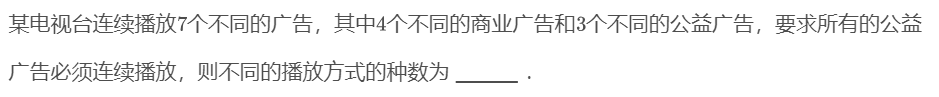 某电视台连续播放7个不同的广告，其中4个不同的商业广告和3个不同的公益广告，要求所有的公益
广告必须连续播放，则不同的播放方式的种数为 ______ .